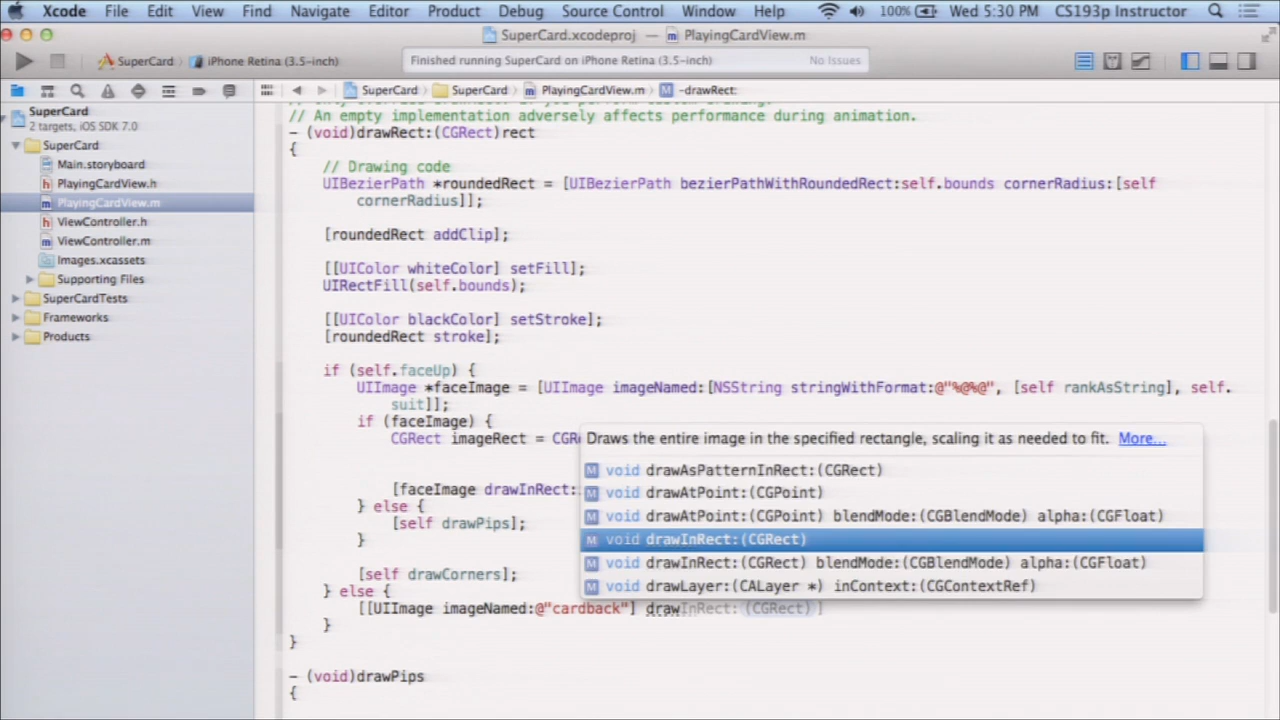 Xcode File Edit View Find Navigate Editor Product Debug Source Control Window Help 100% Wed 5:30 PM CS193p Instructor
SuperCard.xcodeproj — PlayingCardView.m
SuperCard iPhone Retina (3.5-inch) Finished running SuperCard on iPhone Retina (3.5-inch) No Issues
SuperCard SuperCard PlayingCardView.m -drawRect:
SuperCard
2 targets, iOS SDK 7.0
SuperCard
Main.storyboard
PlayingCardView.h
PlayingCardView.m
ViewController.h
ViewController.m
Images.xcassets
Supporting Files
SuperCardTests
Frameworks
Products
// An empty implementation adversely affects performance during animation.
- (void)drawRect:(CGRect)rect
{
// Drawing code
UIBezierPath *roundedRect = [UIBezierPath bezierPathWithRoundedRect:self.bounds cornerRadius:[self
cornerRadius]];
[roundedRect addClip];
[[UIColor whiteColor] setFill];
UIRectFill(self.bounds);
[[UIColor blackColor] setStroke];
[roundedRect stroke];
if (self.faceUp) {
UIImage *faceImage = [UIImage imageNamed:[NSString stringWithFormat:@"%@%@", [self rankAsString], self.
suit]];
if (faceImage) {
CGRect imageRect = CGR
[faceImage drawInRect:
} else {
[self drawPips];
}
[self drawCorners];
} else {
[[UIImage imageNamed:@"cardback"] drawInRect:(CGRect)]
}
}
- (void)drawPips
{
Draws the entire image in the specified rectangle, scaling it as needed to fit. More...
M void drawAsPatternInRect:(CGRect)
M void drawAtPoint:(CGPoint)
M void drawAtPoint:(CGPoint) blendMode:(CGBlendMode) alpha:(CGFloat)
M void drawInRect:(CGRect)
M void drawInRect:(CGRect) blendMode:(CGBlendMode) alpha:(CGFloat)
M void drawLayer:(CALayer *) inContext:(CGContextRef)